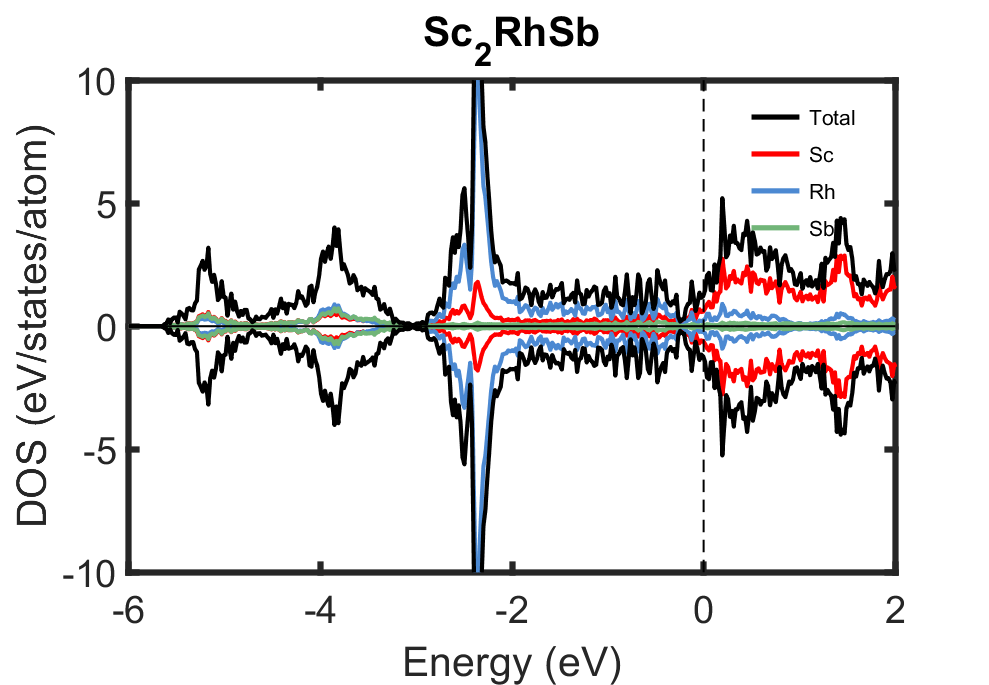 Sc2RhSb
DOS (eV/states/atom)
10
5
0
-5
-10
Total
Sc
Rh
Sb
-6
-4
-2
0
2
Energy (eV)